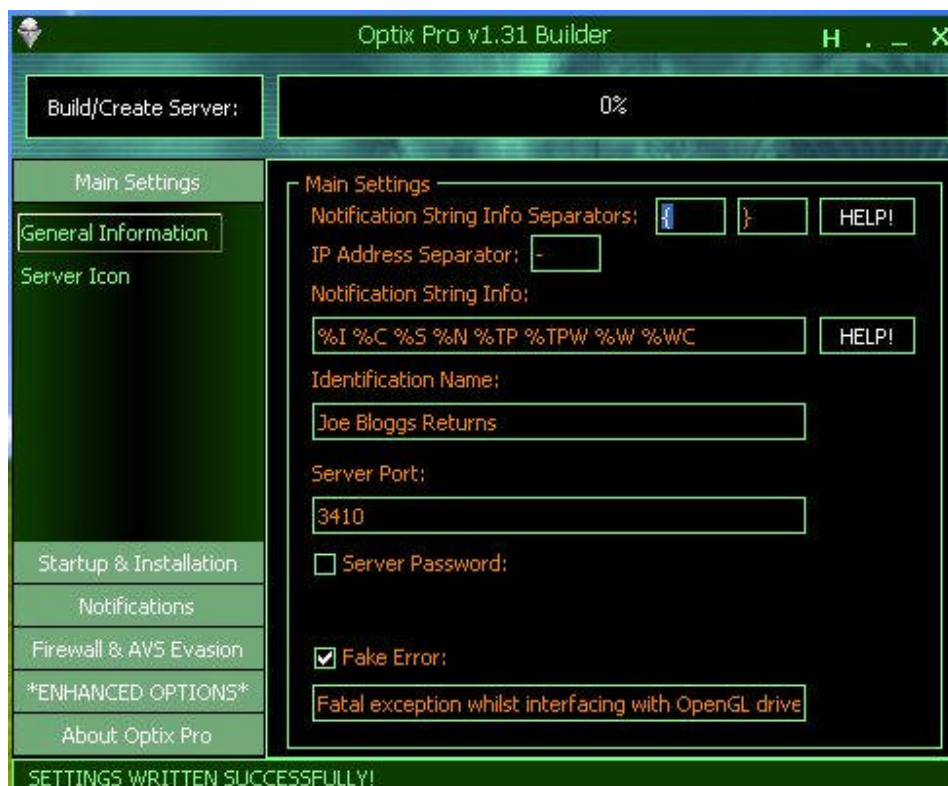 Optix Pro v1.31 Builder
H . _ X
Build/Create Server:
0%
Main Settings
General Information
Server Icon
Startup & Installation
Notifications
Firewall & AVS Evasion
*ENHANCED OPTIONS*
About Optix Pro
Main Settings
Notification String Info Separators: { } HELP!
IP Address Separator: -
Notification String Info:
%I %C %S %N %TP %TPW %W %WC HELP!
Identification Name:
Joe Bloggs Returns
Server Port:
3410
Server Password:
Fake Error:
Fatal exception whilst interfacing with OpenGL drive
SETTINGS WRITTEN SUCCESSFULLY!